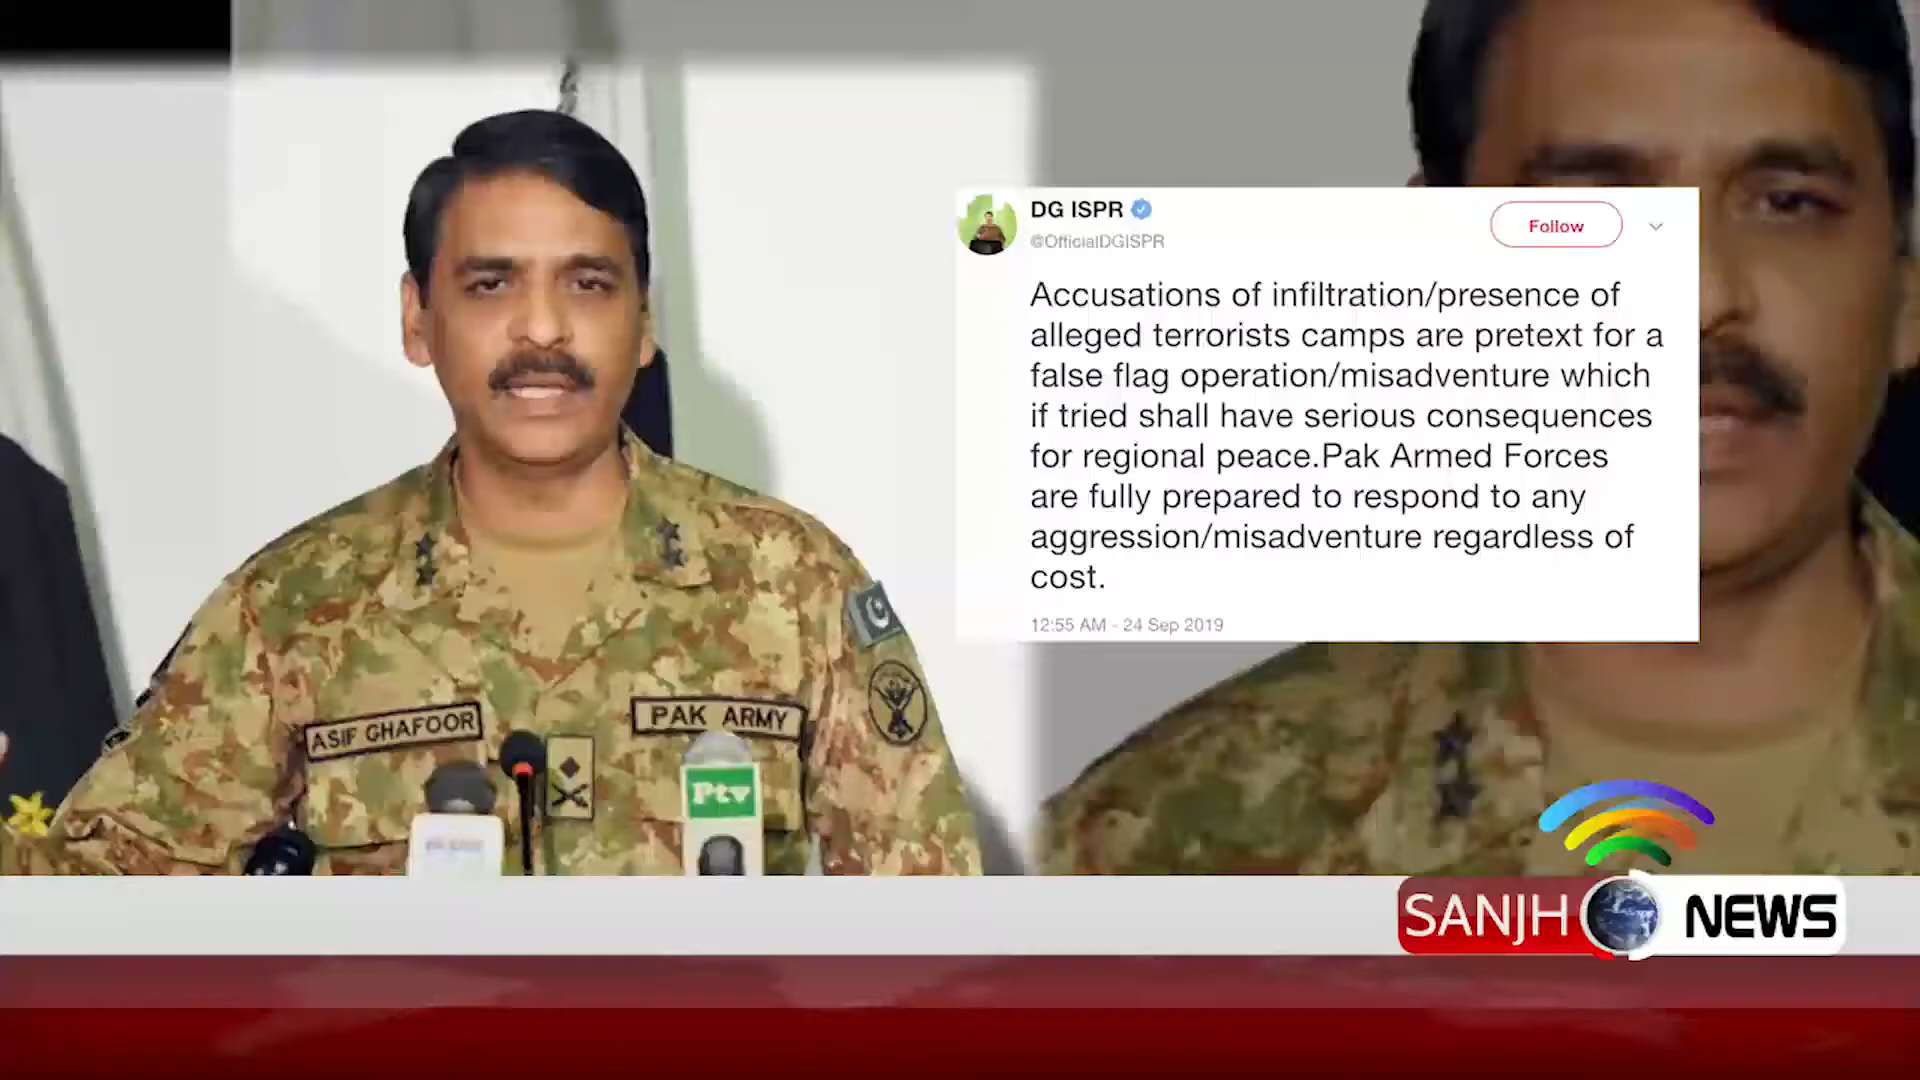 DG ISPR
@OfficialDGISPR
Follow
Accusations of infiltration/presence of
alleged terrorists camps are pretext for a
false flag operation/misadventure which
if tried shall have serious consequences
for regional peace.Pak Armed Forces
are fully prepared to respond to any
aggression/misadventure regardless of
cost.
12:55 AM - 24 Sep 2019
ASIF GHAFOOR
PAK ARMY
Ptv
SANJH NEWS